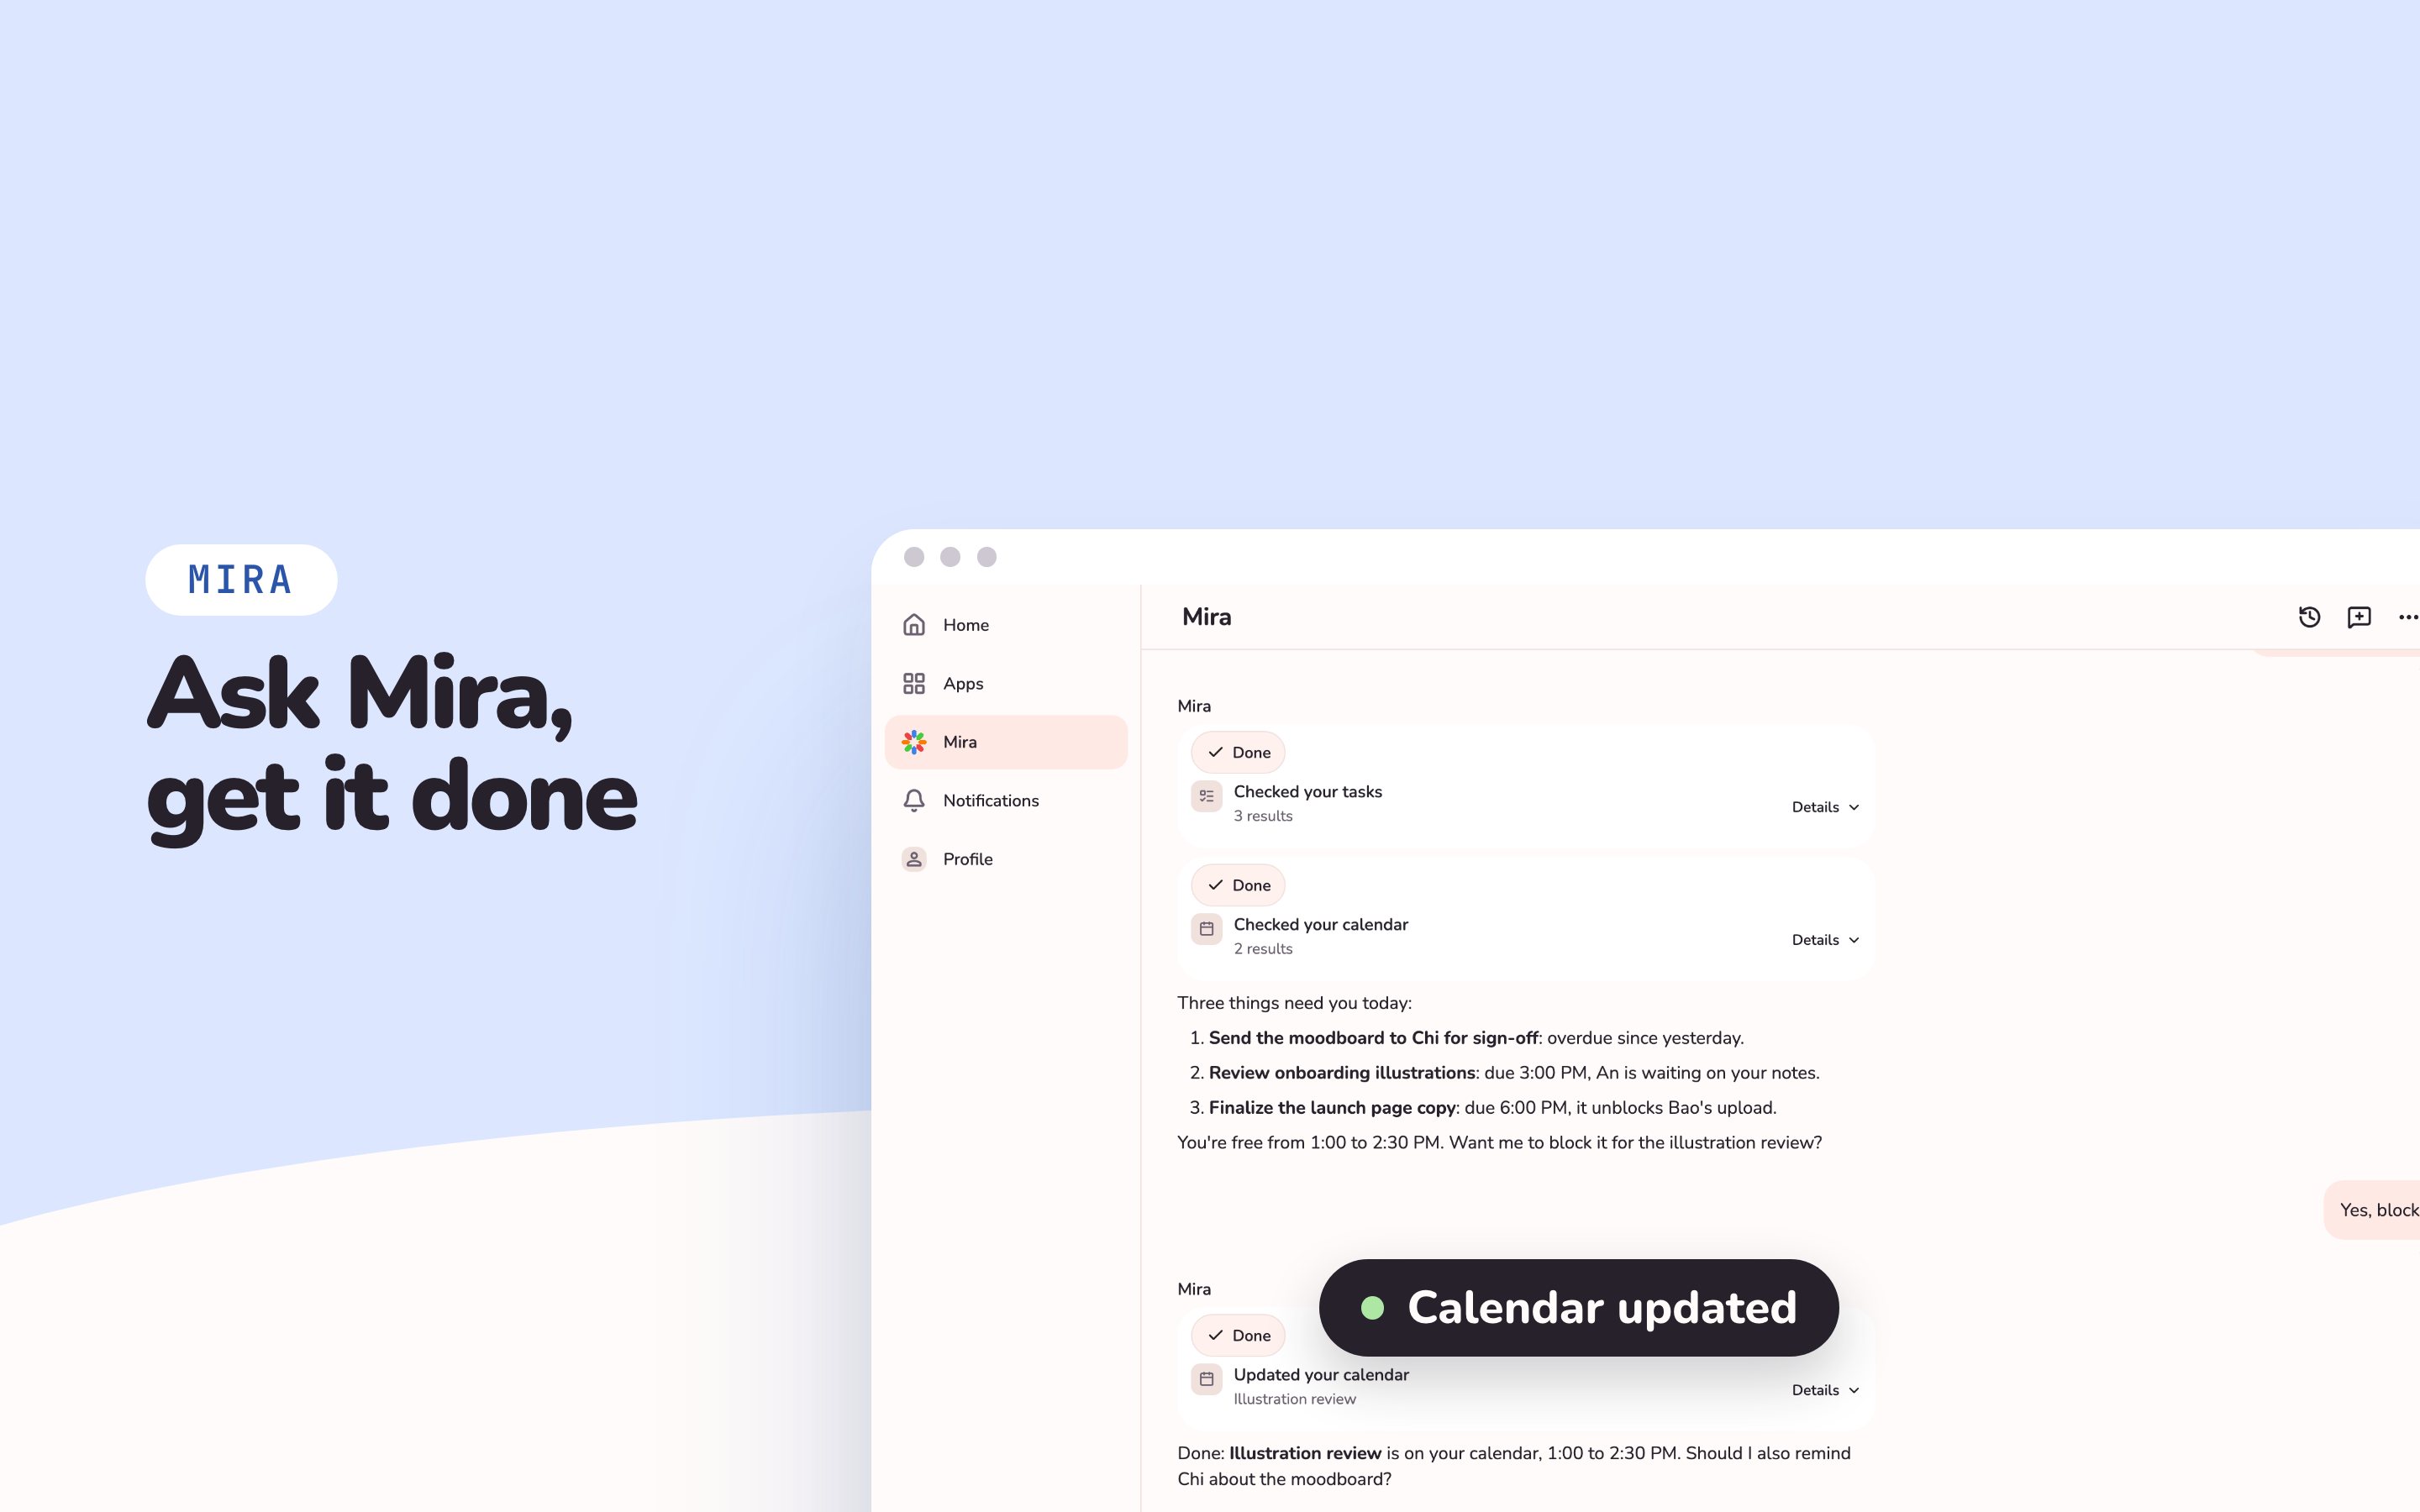 MIRA
Ask Mira,
get it done
Home
Apps
Mira
Notifications
Profile
Mira
Mira
Done
Checked your tasks
3 results
Details
Done
Checked your calendar
2 results
Details
Three things need you today:
1. Send the moodboard to Chi for sign-off: overdue since yesterday.
2. Review onboarding illustrations: due 3:00 PM, An is waiting on your notes.
3. Finalize the launch page copy: due 6:00 PM, it unblocks Bao's upload.
You're free from 1:00 to 2:30 PM. Want me to block it for the illustration review?
Yes, block
Calendar updated
Mira
Done
Updated your calendar
Illustration review
Details
Done: Illustration review is on your calendar, 1:00 to 2:30 PM. Should I also remind
Chi about the moodboard?